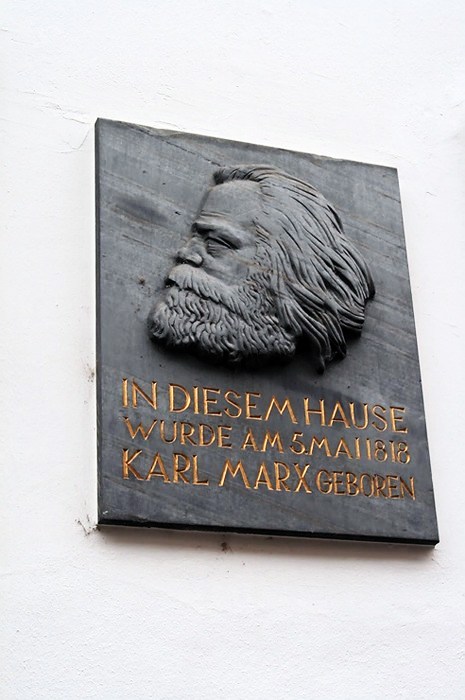 IN DIESEM HAUSE
WURDE AM 5. MAI 1818
KARL MARX GEBOREN